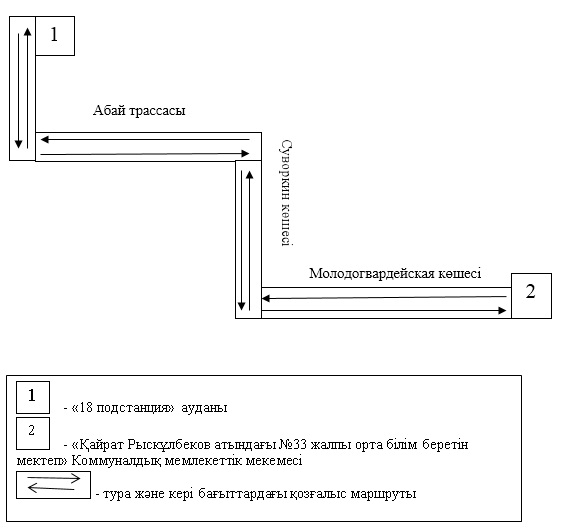 1
Абай трассасы
Суворкин көшесі
Молодогвардейская көшесі
2
1 - «18 подстанция» ауданы
2 - «Қайрат Рыскұлбеков атындағы №33 жалпы орта білім беретін
мектеп» Коммуналдық мемлекеттік мекемесі
- тура және кері бағыттардағы қозғалыс маршруты